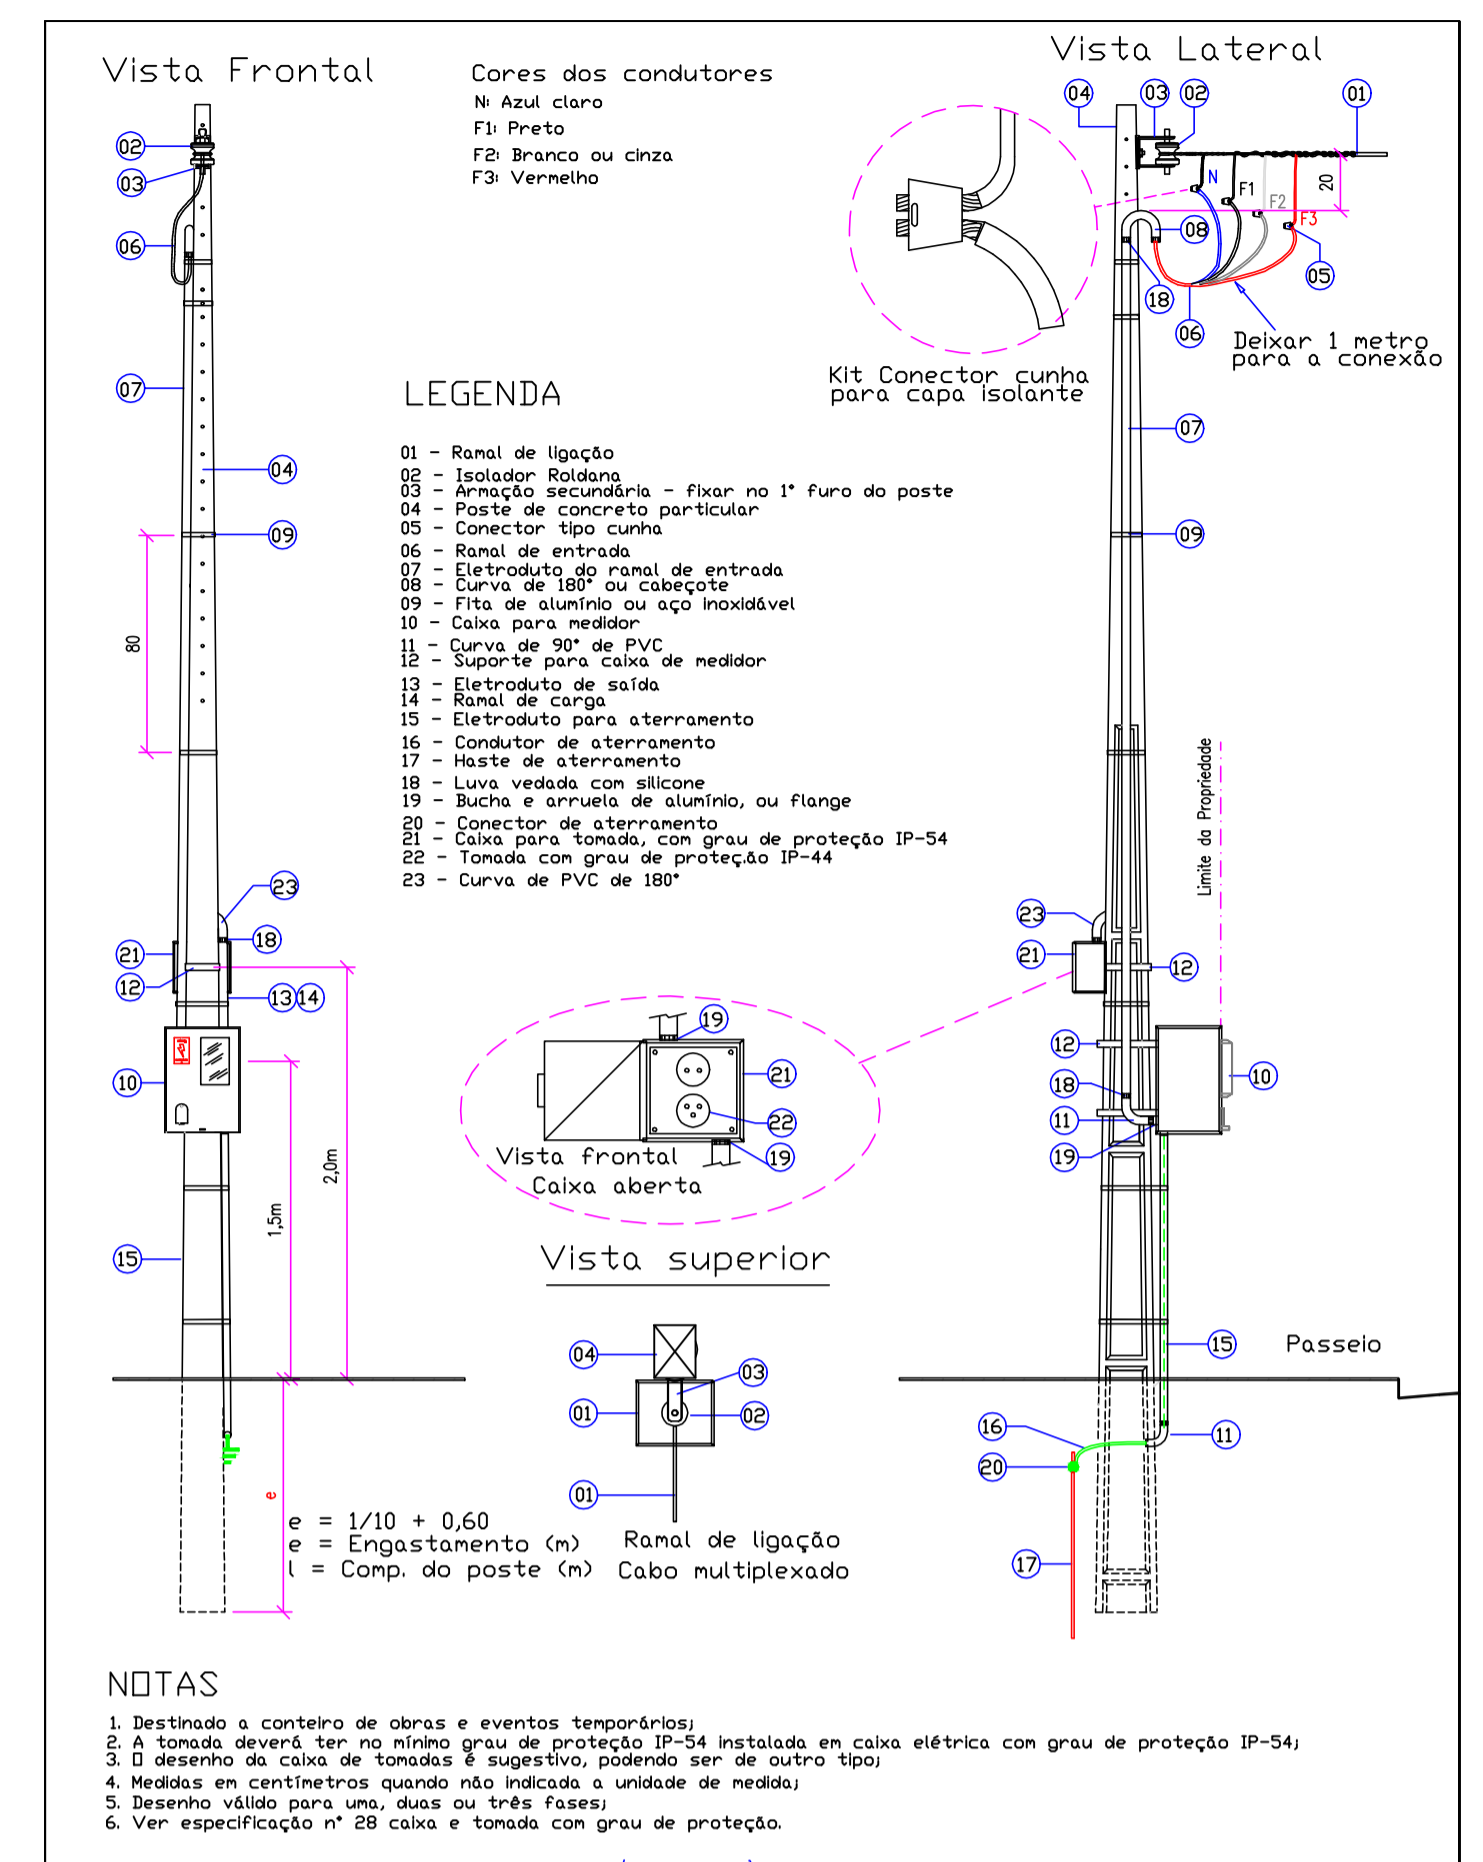 Vista Frontal
Cores dos condutores
N: Azul claro
F1: Preto
F2: Branco ou cinza
F3: Vermelho
Vista Lateral
04
03
02
01
02
03
06
07
04
09
80
N
F1
F2
F3
20
08
05
18
06
Deixar 1 metro
para a conexão
Kit Conector cunha
para capa isolante
07
09
LEGENDA
01 - Ramal de ligação
02 - Isolador Roldana
03 - Armação secundária - fixar no 1° furo do poste
04 - Poste de concreto particular
05 - Conector tipo cunha
06 - Ramal de entrada
07 - Eletroduto do ramal de entrada
08 - Curva de 180° ou cabeçote
09 - Fita de alumínio ou aço inoxidável
10 - Caixa para medidor
11 - Curva de 90° de PVC
12 - Suporte para caixa de medidor
13 - Eletroduto de saída
14 - Ramal de carga
15 - Eletroduto para aterramento
16 - Condutor de aterramento
17 - Haste de aterramento
18 - Luva vedada com silicone
19 - Bucha e arruela de alumínio, ou flange
20 - Conector de aterramento
21 - Caixa para tomada, com grau de proteção IP-54
22 - Tomada com grau de proteção IP-44
23 - Curva de PVC de 180°
Limite da Propriedade
23
18
21
12
13
14
10
1,5m
2,0m
15
23
21
12
12
18
11
19
10
19
21
22
19
Vista frontal
Caixa aberta
Vista superior
04
03
01
02
01
Ramal de ligação
Cabo multiplexado
15
Passeio
16
20
11
17
e
e = 1/10 + 0,60
e = Engastamento (m)
l = Comp. do poste (m)
NOTAS
1. Destinado a conteiro de obras e eventos temporários;
2. A tomada deverá ter no mínimo grau de proteção IP-54 instalada em caixa elétrica com grau de proteção IP-54;
3. O desenho da caixa de tomadas é sugestivo, podendo ser de outro tipo;
4. Medidas em centímetros quando não indicada a unidade de medida;
5. Desenho válido para uma, duas ou três fases;
6. Ver especificação n° 28 caixa e tomada com grau de proteção.